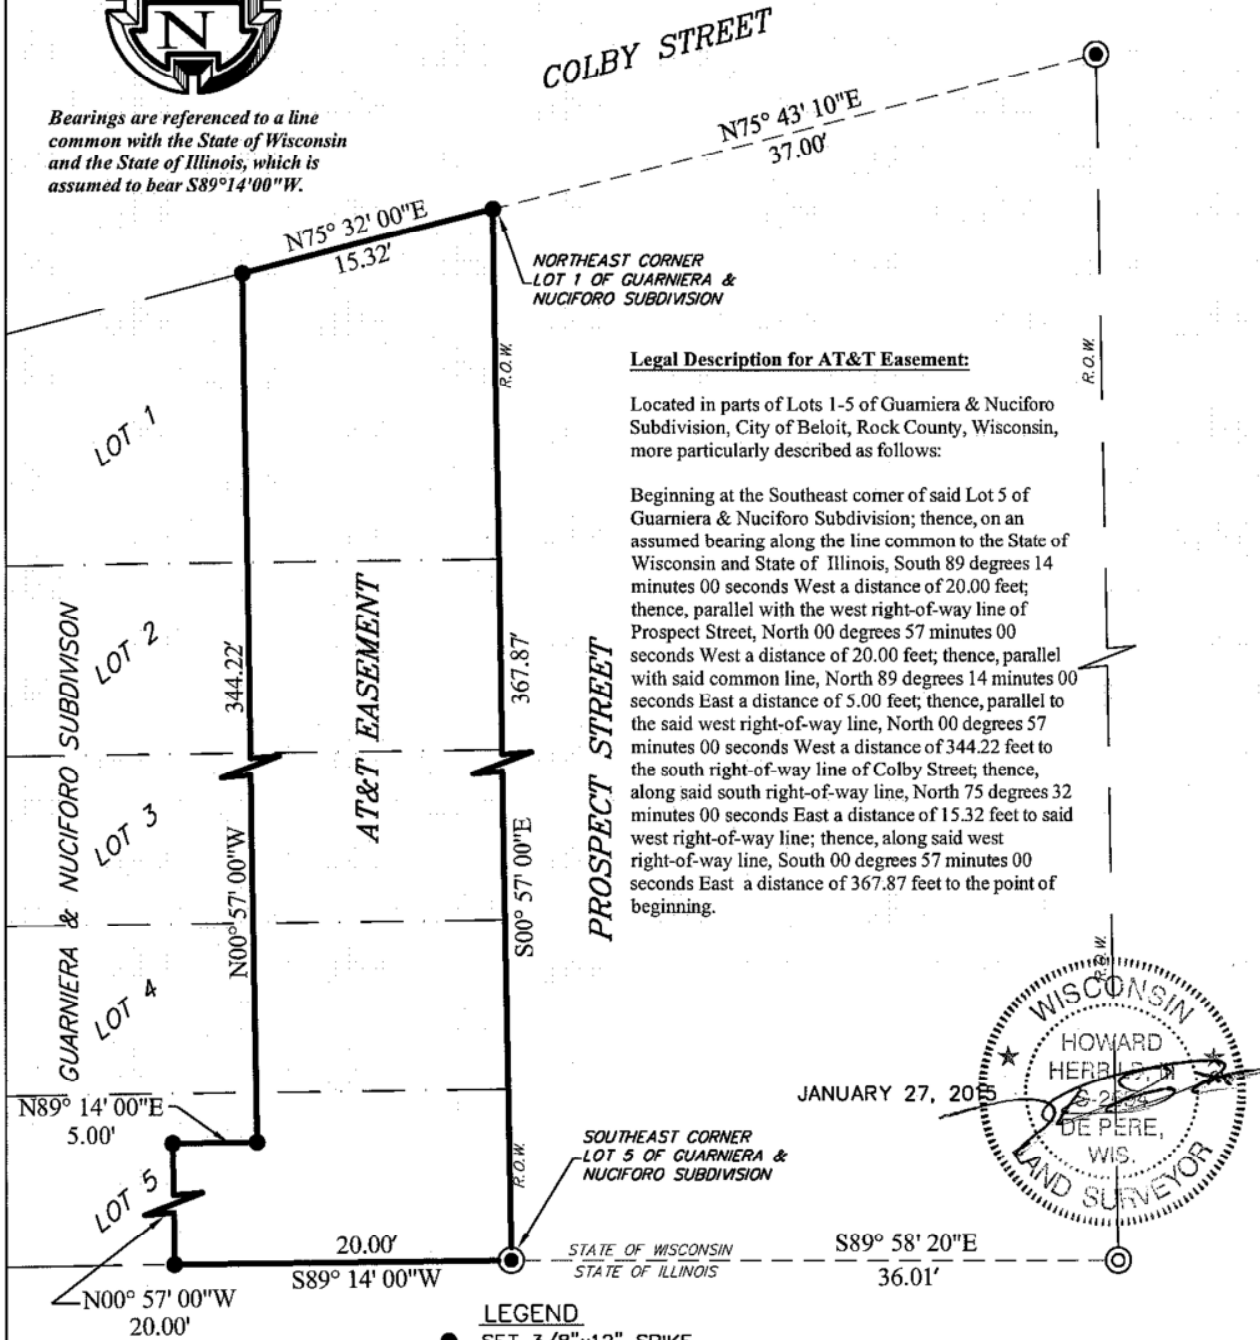 N
Bearings are referenced to a line
common with the State of Wisconsin
and the State of Illinois, which is
assumed to bear S89°14'00"W.
COLBY STREET
N75° 43' 10"E
37.00'
N75° 32' 00"E
15.32'
NORTHEAST CORNER
LOT 1 OF GUARNIERA &
NUCIFORO SUBDIVISION
R.O.W.
R.O.W.
Legal Description for AT&T Easement:
Located in parts of Lots 1-5 of Guarniera & Nuciforo
Subdivision, City of Beloit, Rock County, Wisconsin,
more particularly described as follows:
Beginning at the Southeast corner of said Lot 5 of
Guarniera & Nuciforo Subdivision; thence, on an
assumed bearing along the line common to the State of
Wisconsin and State of Illinois, South 89 degrees 14
minutes 00 seconds West a distance of 20.00 feet;
thence, parallel with the west right-of-way line of
Prospect Street, North 00 degrees 57 minutes 00
seconds West a distance of 20.00 feet; thence, parallel
with said common line, North 89 degrees 14 minutes 00
seconds East a distance of 5.00 feet; thence, parallel to
the said west right-of-way line, North 00 degrees 57
minutes 00 seconds West a distance of 344.22 feet to
the south right-of-way line of Colby Street; thence,
along said south right-of-way line, North 75 degrees 32
minutes 00 seconds East a distance of 15.32 feet to said
west right-of-way line; thence, along said west
right-of-way line, South 00 degrees 57 minutes 00
seconds East a distance of 367.87 feet to the point of
beginning.
LOT 1
LOT 2
LOT 3
LOT 4
LOT 5
GUARNIERA & NUCIFORO SUBDIVISON
344.22'
N00° 57' 00"W
AT&T EASEMENT
367.87'
S00° 57' 00"E
PROSPECT STREET
R.O.W.
R.O.W.
N89° 14' 00"E
5.00'
JANUARY 27, 2015
WISCONSIN
HOWARD
DE PERE,
WIS.
LAND SURVEYOR
SOUTHEAST CORNER
LOT 5 OF GUARNIERA &
NUCIFORO SUBDIVISION
20.00'
S89° 14' 00"W
STATE OF WISCONSIN
STATE OF ILLINOIS
S89° 58' 20"E
36.01'
N00° 57' 00"W
20.00'
LEGEND
SET 3/8"x12" SPIKE